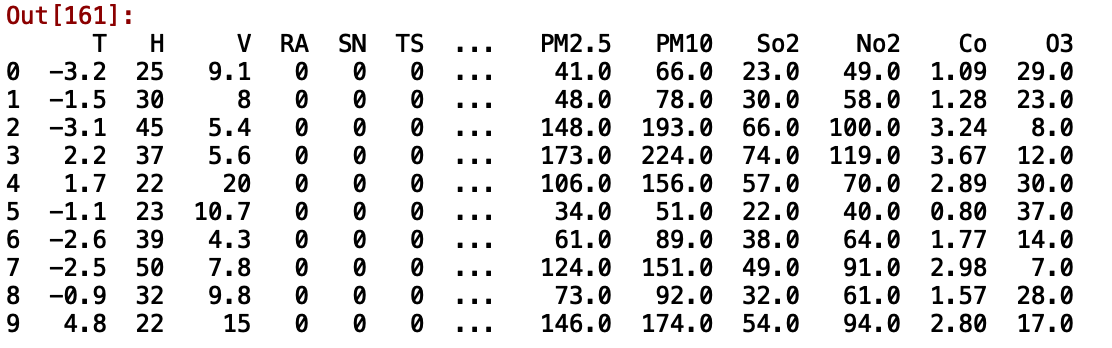 Out[161]:
T H V RA SN TS ... PM2.5 PM10 So2 No2 Co O3
0 -3.2 25 9.1 0 0 0 ... 41.0 66.0 23.0 49.0 1.09 29.0
1 -1.5 30 8 0 0 0 ... 48.0 78.0 30.0 58.0 1.28 23.0
2 -3.1 45 5.4 0 0 0 ... 148.0 193.0 66.0 100.0 3.24 8.0
3 2.2 37 5.6 0 0 0 ... 173.0 224.0 74.0 119.0 3.67 12.0
4 1.7 22 20 0 0 0 ... 106.0 156.0 57.0 70.0 2.89 30.0
5 -1.1 23 10.7 0 0 0 ... 34.0 51.0 22.0 40.0 0.80 37.0
6 -2.6 39 4.3 0 0 0 ... 61.0 89.0 38.0 64.0 1.77 14.0
7 -2.5 50 7.8 0 0 0 ... 124.0 151.0 49.0 91.0 2.98 7.0
8 -0.9 32 9.8 0 0 0 ... 73.0 92.0 32.0 61.0 1.57 28.0
9 4.8 22 15 0 0 0 ... 146.0 174.0 54.0 94.0 2.80 17.0